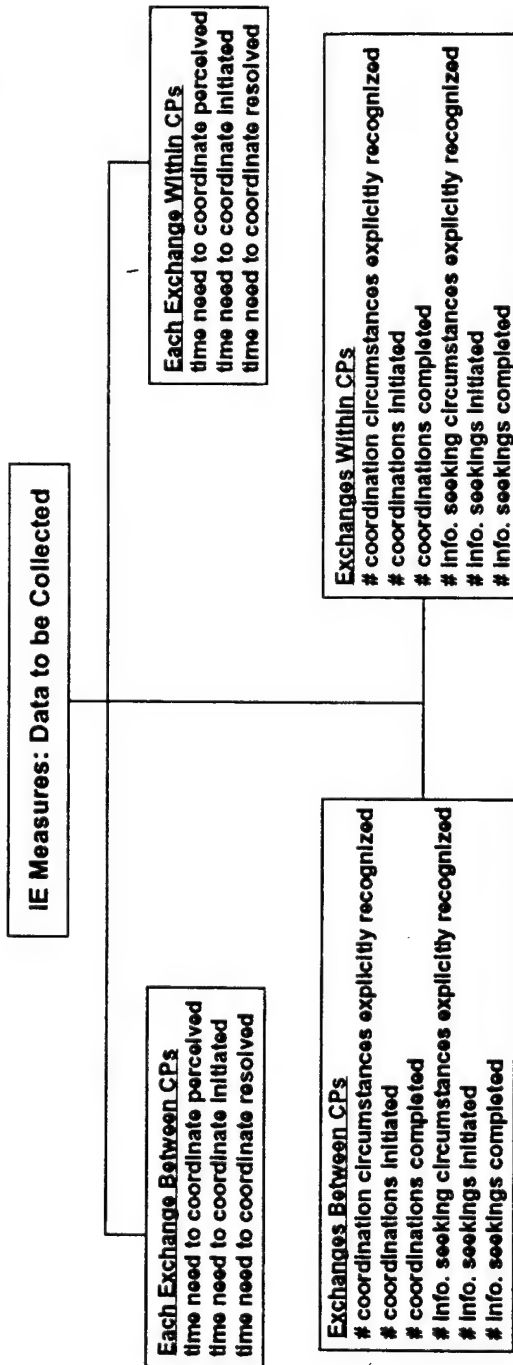 IE Measures: Data to be Collected
Each Exchange Between CPs
time need to coordinate perceived
time need to coordinate initiated
time need to coordinate resolved
Each Exchange Within CPs
time need to coordinate perceived
time need to coordinate initiated
time need to coordinate resolved
Exchanges Between CPs
# coordination circumstances explicitly recognized
# coordinations initiated
# coordinations completed
# info. seeking circumstances explicitly recognized
# info. seekings initiated
# info. seekings completed
Exchanges Within CPs
# coordination circumstances explicitly recognized
# coordinations initiated
# coordinations completed
# info. seeking circumstances explicitly recognized
# info. seekings initiated
# info. seekings completed